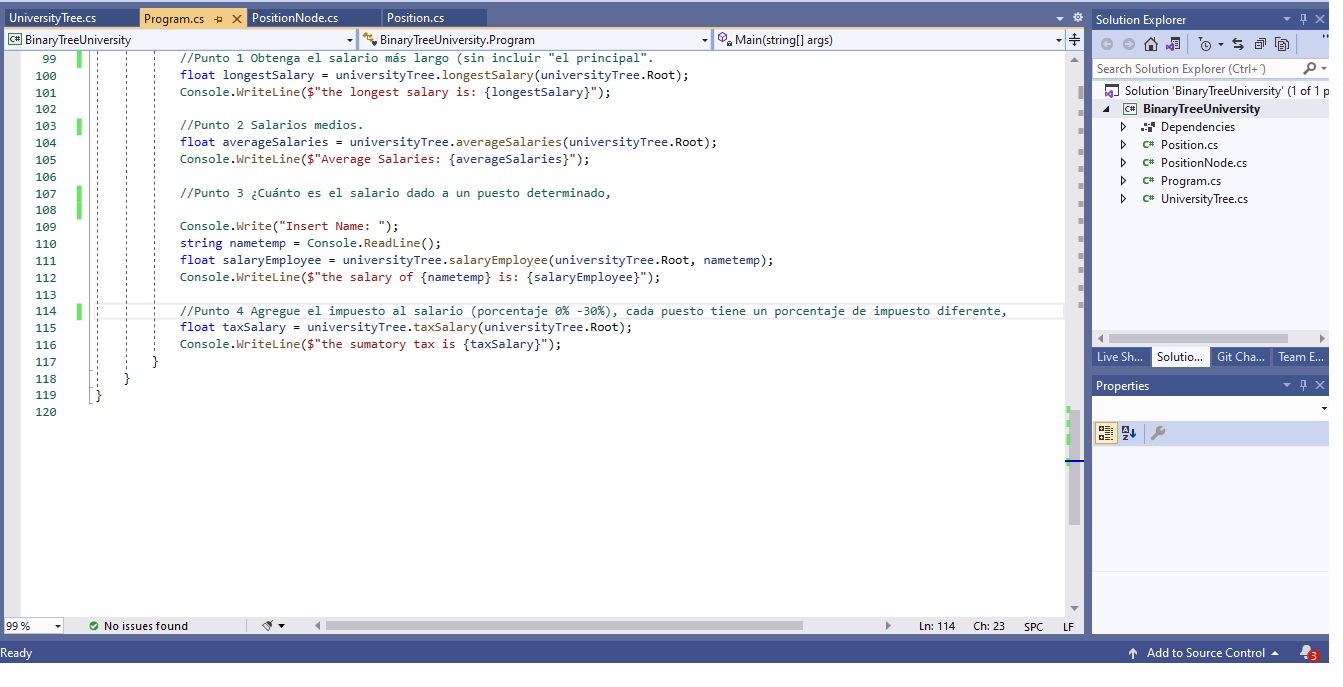 UniversityTree.cs
Program.cs
PositionNode.cs
Position.cs
C# BinaryTreeUniversity
BinaryTreeUniversity.Program
Main(string[] args)
99 //Punto 1 Obtenga el salario más largo (sin incluir "el principal".
100 float longestSalary = universityTree.longestSalary(universityTree.Root);
101 Console.WriteLine($"the longest salary is: {longestSalary}");
102
103 //Punto 2 Salarios medios.
104 float averageSalaries = universityTree.averageSalaries(universityTree.Root);
105 Console.WriteLine($"Average Salaries: {averageSalaries}");
106
107 //Punto 3 ¿Cuánto es el salario dado a un puesto determinado,
108
109 Console.Write("Insert Name: ");
110 string nametemp = Console.ReadLine();
111 float salaryEmployee = universityTree.salaryEmployee(universityTree.Root, nametemp);
112 Console.WriteLine($"the salary of {nametemp} is: {salaryEmployee}");
113
114 //Punto 4 Agregue el impuesto al salario (porcentaje 0% -30%), cada puesto tiene un porcentaje de impuesto diferente,
115 float taxSalary = universityTree.taxSalary(universityTree.Root);
116 Console.WriteLine($"the sumatory tax is {taxSalary}");
117 }
118 }
119 }
120
99 %
No issues found
Ln: 114 Ch: 23 SPC LF
Solution Explorer
Search Solution Explorer (Ctrl+´)
Solution 'BinaryTreeUniversity' (1 of 1 p
C# BinaryTreeUniversity
Dependencies
C# Position.cs
C# PositionNode.cs
C# Program.cs
C# UniversityTree.cs
Live Sh... Solutio... Git Cha... Team E...
Properties
Ready
Add to Source Control
3